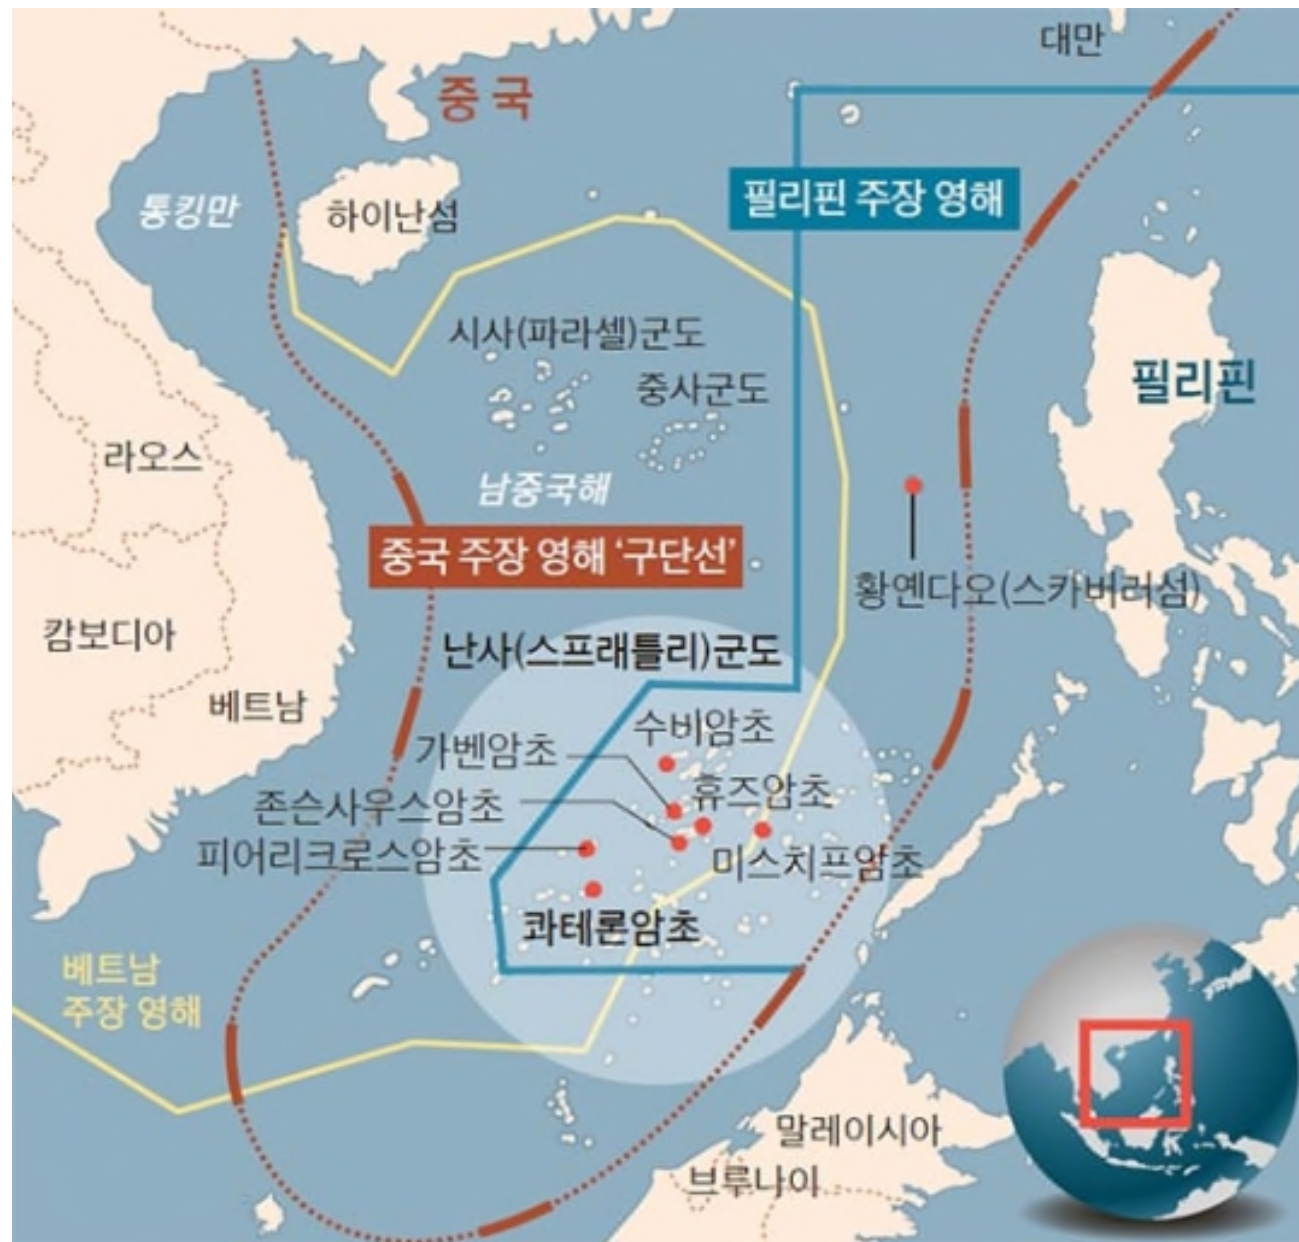 대만
중국
필리핀 주장 영해
통킹만
하이난섬
시사(파라셀)군도
필리핀
중사군도
라오스
남중국해
중국 주장 영해 ‘구단선’
황옌다오(스카버러섬)
캄보디아
난사(스프래틀리)군도
베트남
수비암초
가벤암초
휴즈암초
존슨사우스암초
피어리크로스암초
미스치프암초
콰테론암초
베트남
주장 영해
말레이시아
브루나이